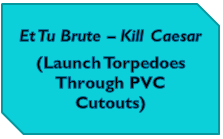 Et Tu Brute – Kill Caesar
(Launch Torpedoes
Through PVC
Cutouts)